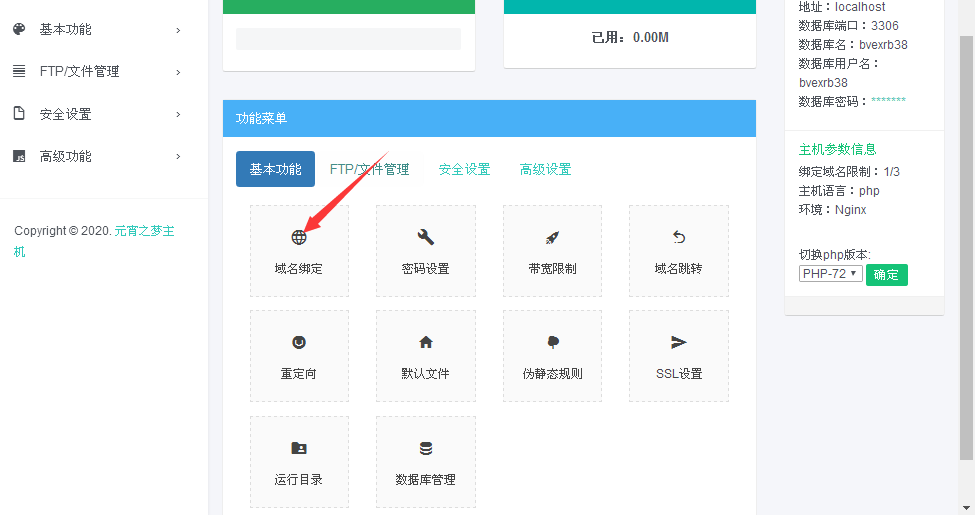 基本功能
FTP/文件管理
安全设置
高级功能
Copyright © 2020. 元宵之梦主
机
已用：0.00M
功能菜单
基本功能 FTP/文件管理 安全设置 高级设置
域名绑定 密码设置 带宽限制 域名跳转
重定向 默认文件 伪静态规则 SSL设置
运行目录 数据库管理
地址：localhost
数据库端口：3306
数据库名：bvexrb38
数据库用户名：
bvexrb38
数据库密码：*******
主机参数信息
绑定域名限制：1/3
主机语言：php
环境：Nginx
切换php版本:
PHP-72 确定